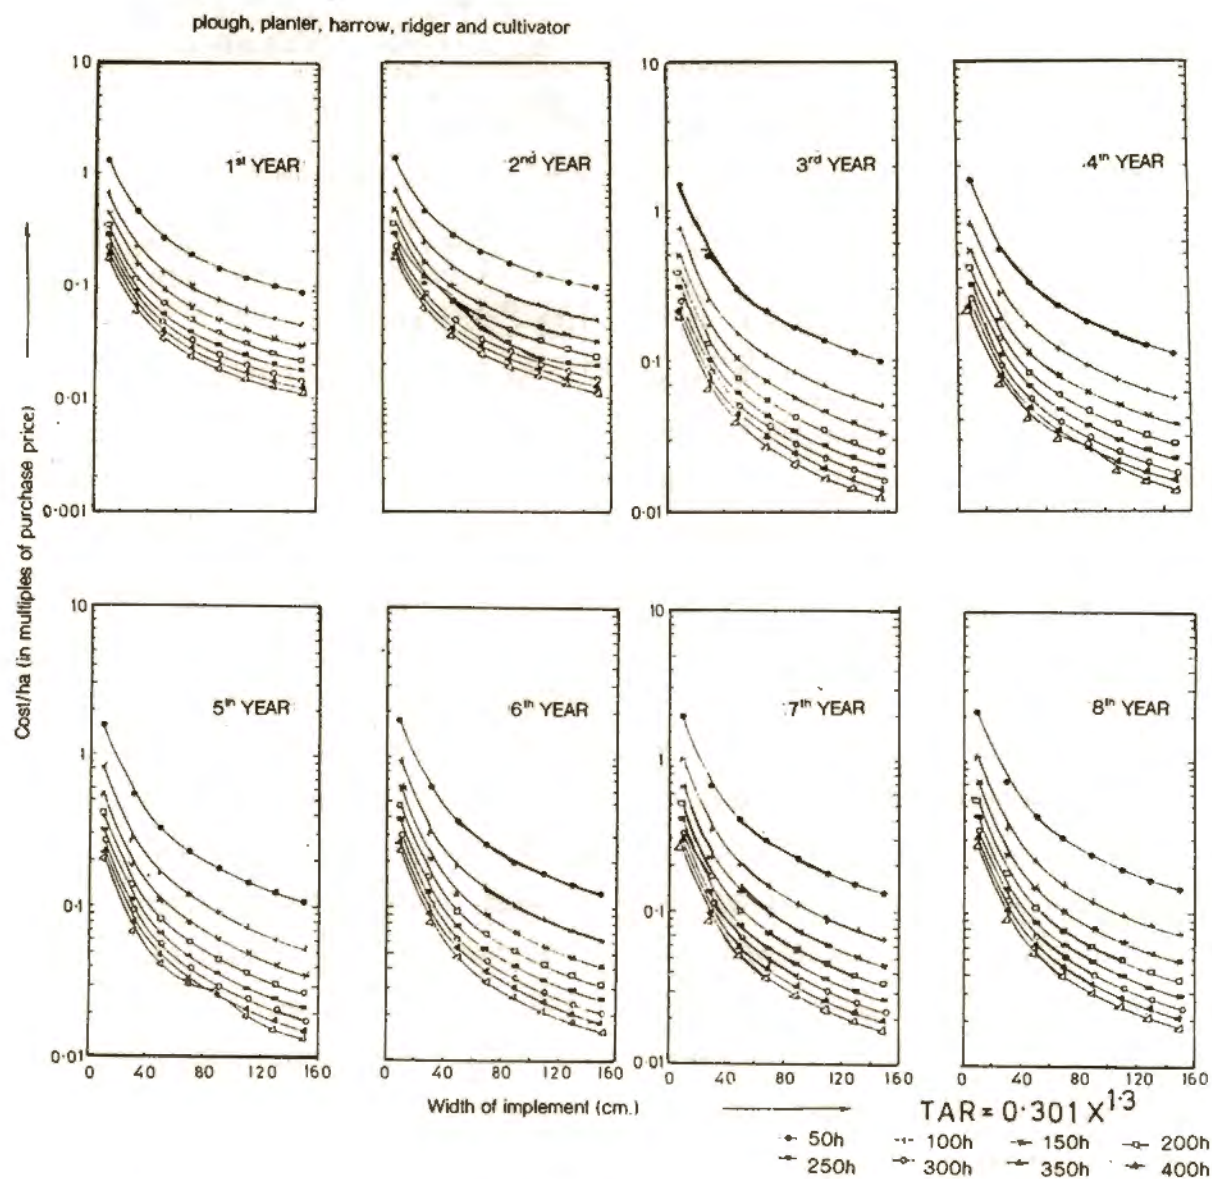 plough, planter, harrow, ridger and cultivator
10
1
0·1
0·01
0·001
1st YEAR
2nd YEAR
10
1
0·1
0·01
3rd YEAR
4th YEAR
Cost/ha (in multiples of purchase price)
10
1
0·1
0·01
5th YEAR
6th YEAR
10
1
0·1
0·01
7th YEAR
8th YEAR
0 40 80 120 160
0 40 80 120 160
0 40 80 120 160
0 40 80 120 160
Width of implement (cm.)
TAR = 0·301 X^1·3
50h 100h 150h 200h
250h 300h 350h 400h